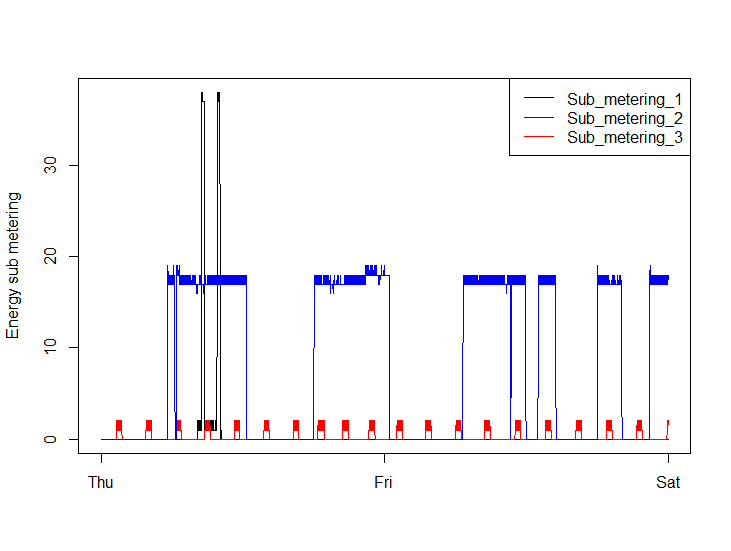 Sub_metering_1
Sub_metering_2
Sub_metering_3
Energy sub metering
30
20
10
0
Thu
Fri
Sat